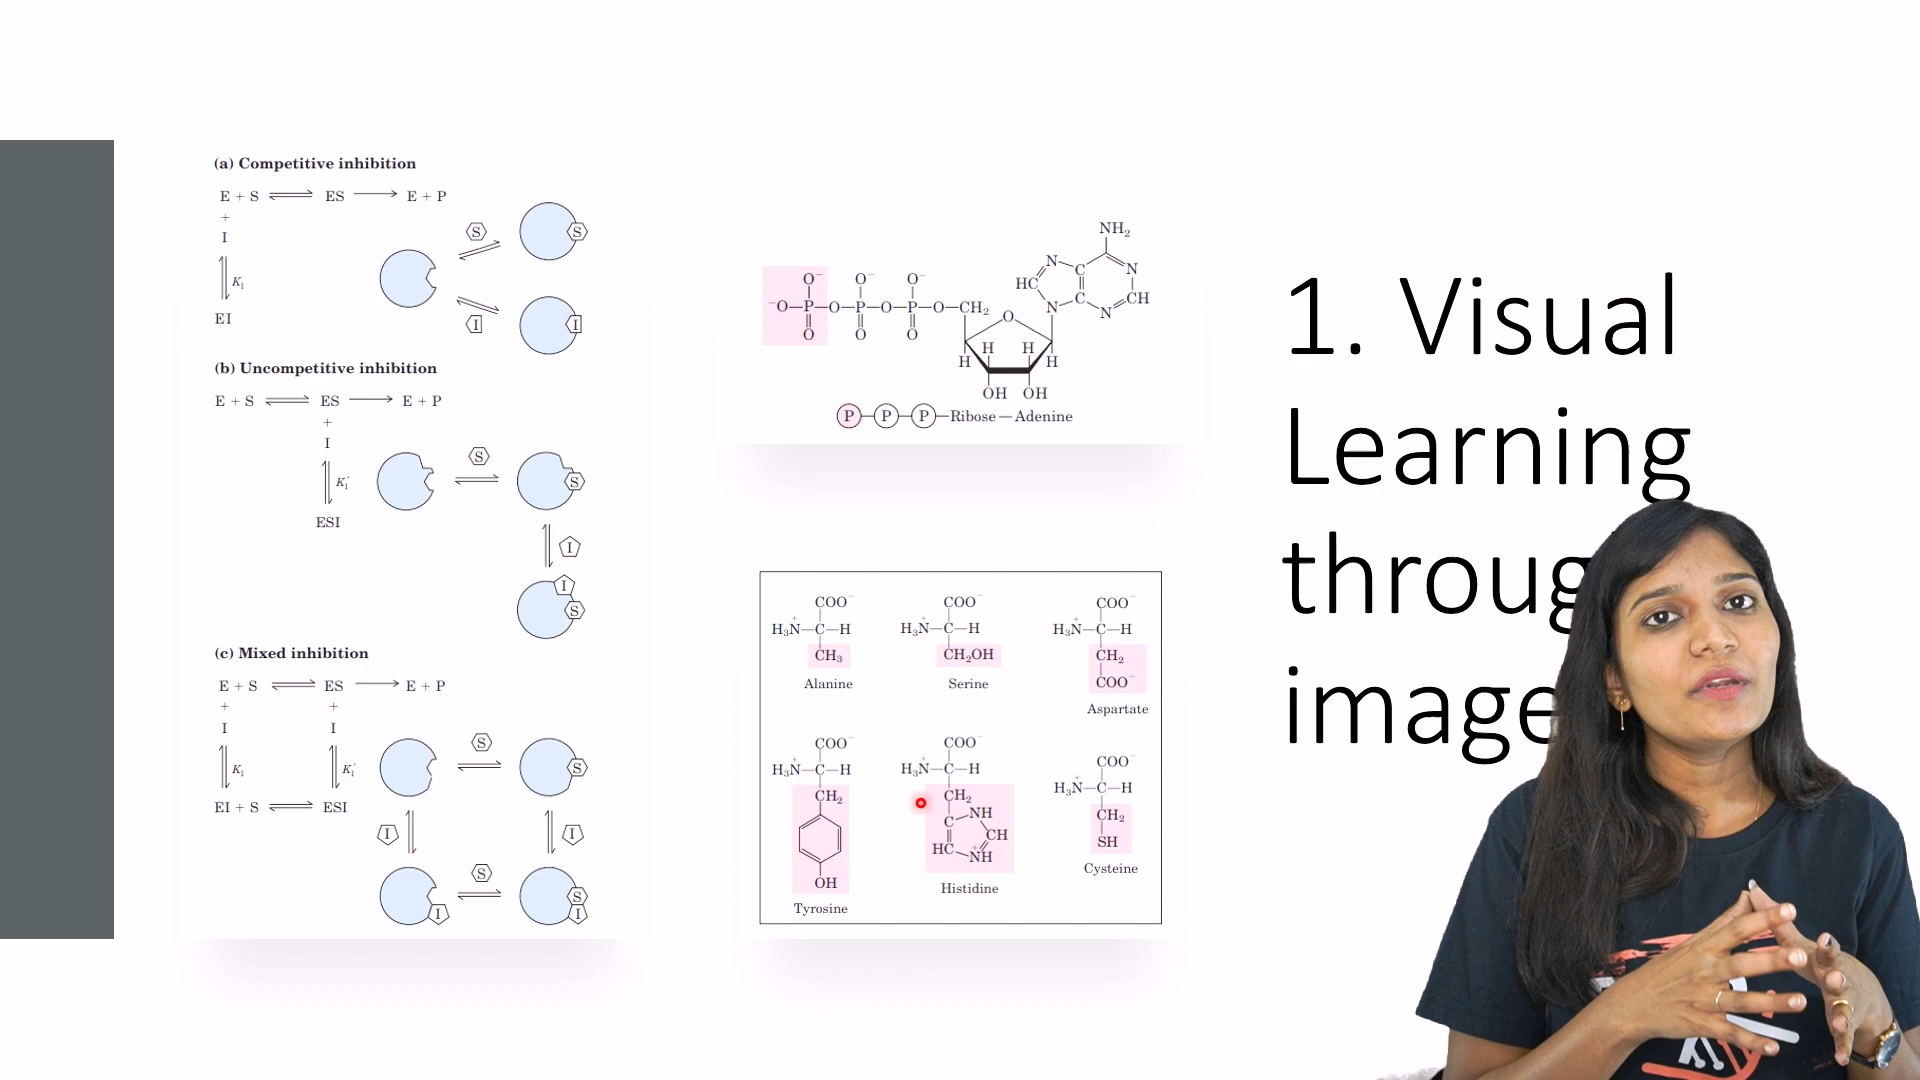 (a) Competitive inhibition
E + S ⇌ ES → E + P
+
I
Kᵢ
EI
S
S
I
I
(b) Uncompetitive inhibition
E + S ⇌ ES → E + P
+
I
Kᵢ′
ESI
S
S
I
I
S
(c) Mixed inhibition
E + S ⇌ ES → E + P
+ +
I I
Kᵢ Kᵢ′
EI + S ⇌ ESI
S
S
I
I
S
I
S
I
NH₂
N C N
HC C CH
N N
O⁻ O⁻ O⁻
⁻O—P—O—P—O—P—O—CH₂
O O O
O
H H H H
OH OH
P—P—P—Ribose—Adenine
COO⁻
H₃N⁺—C—H
CH₃
Alanine
COO⁻
H₃N⁺—C—H
CH₂OH
Serine
COO⁻
H₃N⁺—C—H
CH₂
COO⁻
Aspartate
COO⁻
H₃N⁺—C—H
CH₂
OH
Tyrosine
COO⁻
H₃N⁺—C—H
CH₂
C—NH
CH
HC—NH⁺
Histidine
COO⁻
H₃N⁺—C—H
CH₂
SH
Cysteine
1. Visual
Learning
throug
image